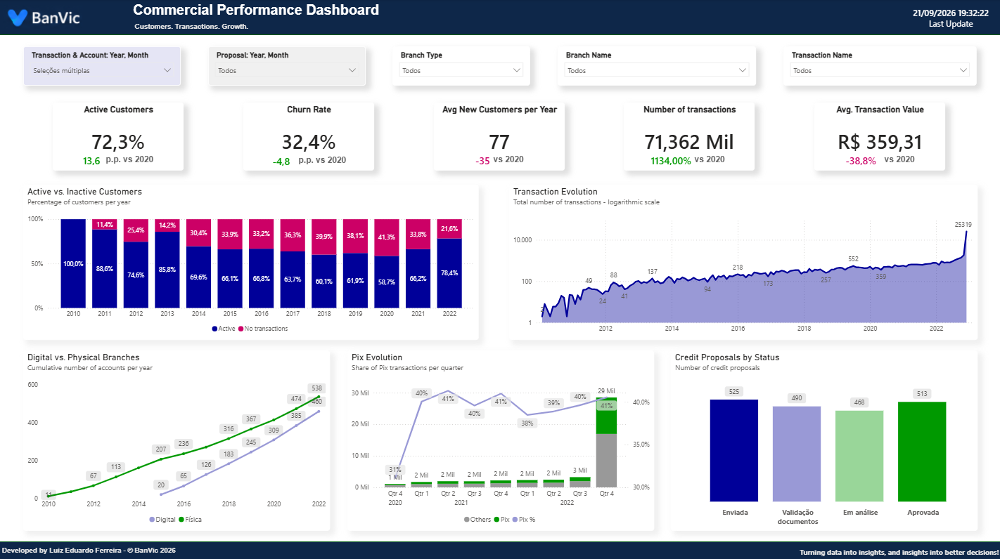 BanVic
Commercial Performance Dashboard
Customers. Transactions. Growth.
21/09/2026 19:32:22
Last Update
Transaction & Account: Year, Month
Seleções múltiplas
Proposal: Year, Month
Todos
Branch Type
Todos
Branch Name
Todos
Transaction Name
Todos
Active Customers
72,3%
13,6 p.p. vs 2020
Churn Rate
32,4%
-4,8 p.p. vs 2020
Avg New Customers per Year
77
-35 vs 2020
Number of transactions
71,362 Mil
1134,00% vs 2020
Avg. Transaction Value
R$ 359,31
-38,8% vs 2020
Active vs. Inactive Customers
Percentage of customers per year
100%
50%
0%
11,4% 25,4% 14,2% 30,4% 33,9% 33,2% 36,3% 39,9% 38,1% 41,3% 33,8% 21,6%
100,0% 88,6% 74,6% 85,8% 69,6% 66,1% 66,8% 63,7% 60,1% 61,9% 58,7% 66,2% 78,4%
2010 2011 2012 2013 2014 2015 2016 2017 2018 2019 2020 2021 2022
Active No transactions
Transaction Evolution
Total number of transactions - logarithmic scale
10.000
100
1
2 49 24 88 41 137 94 218 173 257 552 359 25319
2012 2014 2016 2018 2020 2022
Digital vs. Physical Branches
Cumulative number of accounts per year
600
400
200
0
11 67 113 207 236 316 367 474 538
20 65 126 183 245 309 385 460
2010 2012 2014 2016 2018 2020 2022
Digital Física
Pix Evolution
Share of Pix transactions per quarter
30 Mil
20 Mil
10 Mil
0 Mil
40,0%
35,0%
30,0%
31% 40% 41% 40% 41% 38% 39% 40% 41%
1 Mil 2 Mil 2 Mil 2 Mil 2 Mil 2 Mil 2 Mil 3 Mil 29 Mil
Qtr 4 Qtr 1 Qtr 2 Qtr 3 Qtr 4 Qtr 1 Qtr 2 Qtr 3 Qtr 4
2020 2021 2022
Others Pix Pix %
Credit Proposals by Status
Number of credit proposals
525 490 468 513
Enviada
Validação documentos
Em análise
Aprovada
Developed by Luiz Eduardo Ferreira - © BanVic 2026
Turning data into insights, and insights into better decisions!